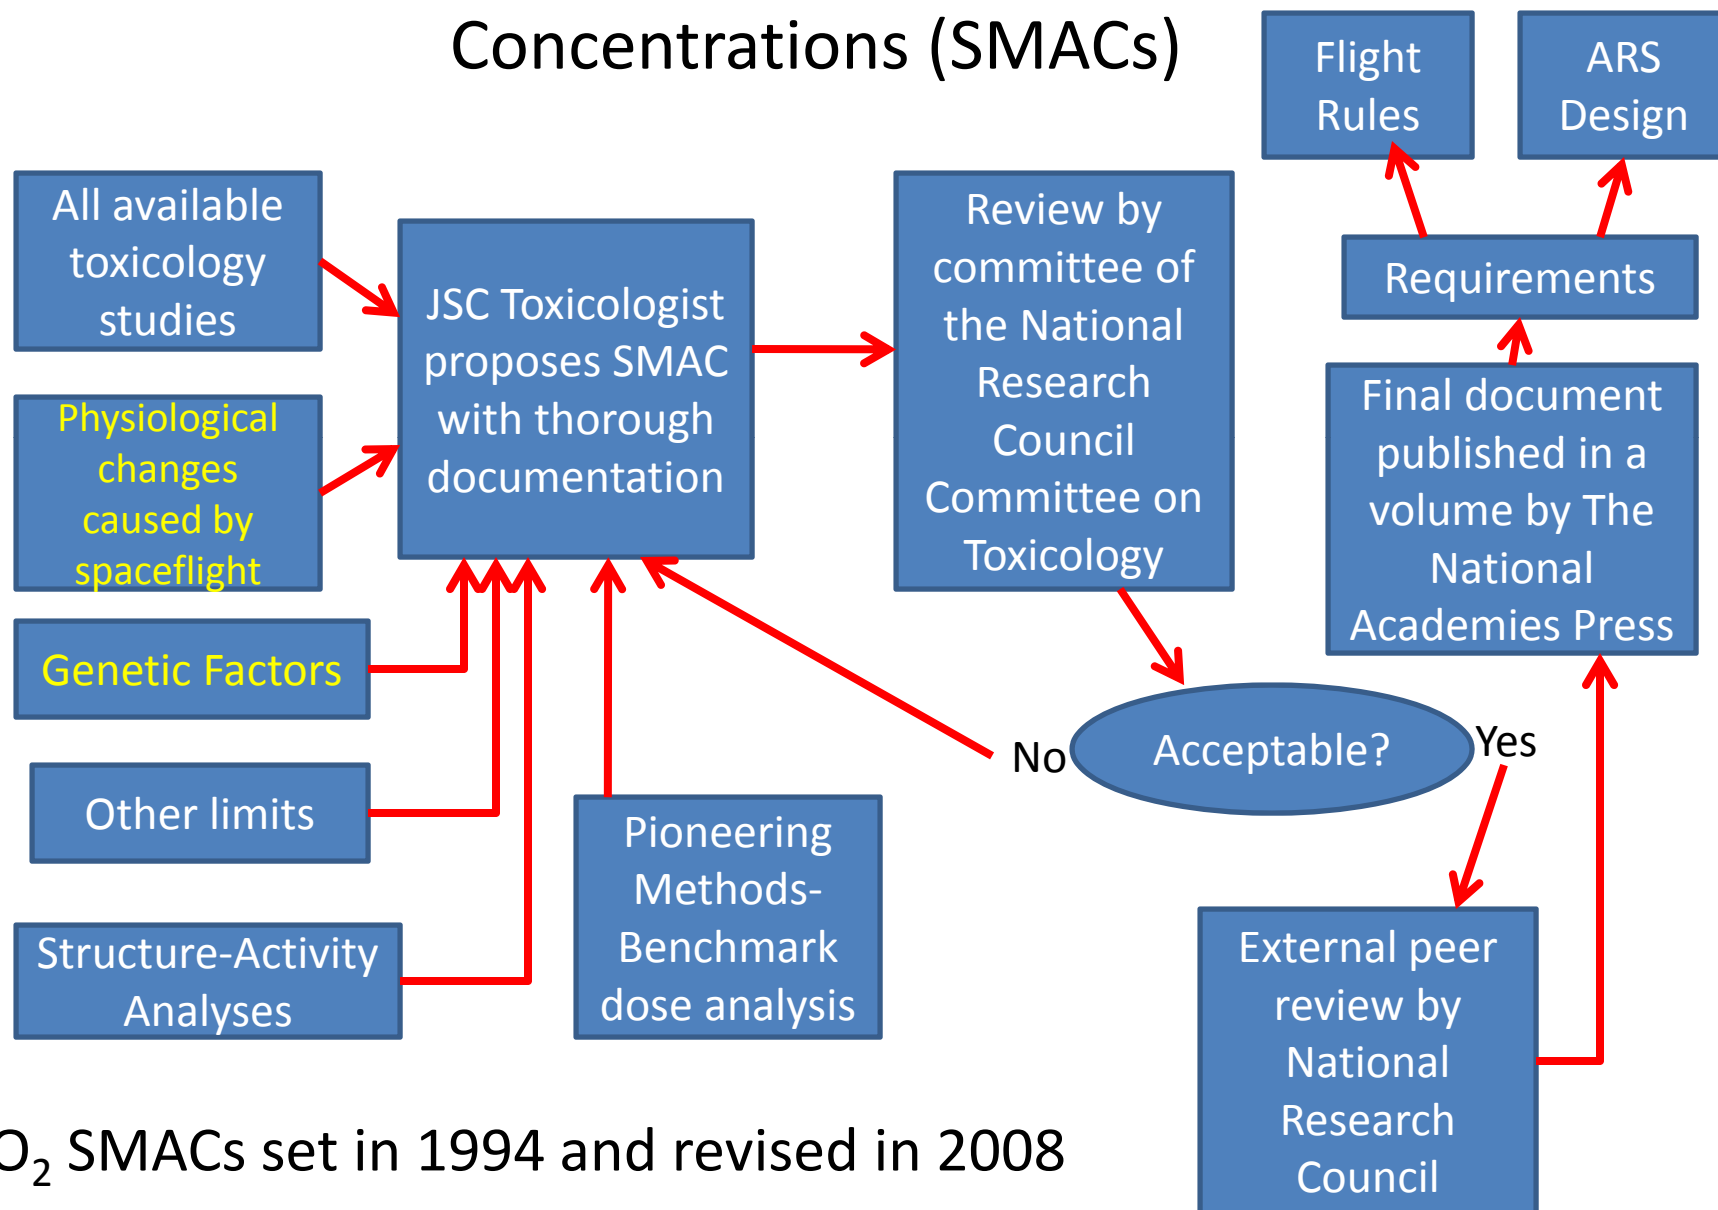 Concentrations (SMACs)
Flight
Rules
ARS
Design
All available
toxicology
studies
JSC Toxicologist
proposes SMAC
with thorough
documentation
Review by
committee of
the National
Research
Council
Committee on
Toxicology
Requirements
Physiological
changes
caused by
spaceflight
Final document
published in a
volume by The
National
Academies Press
Genetic Factors
No
Acceptable?
Yes
Other limits
Pioneering
Methods-
Benchmark
dose analysis
Structure-Activity
Analyses
External peer
review by
National
Research
Council
O₂ SMACs set in 1994 and revised in 2008